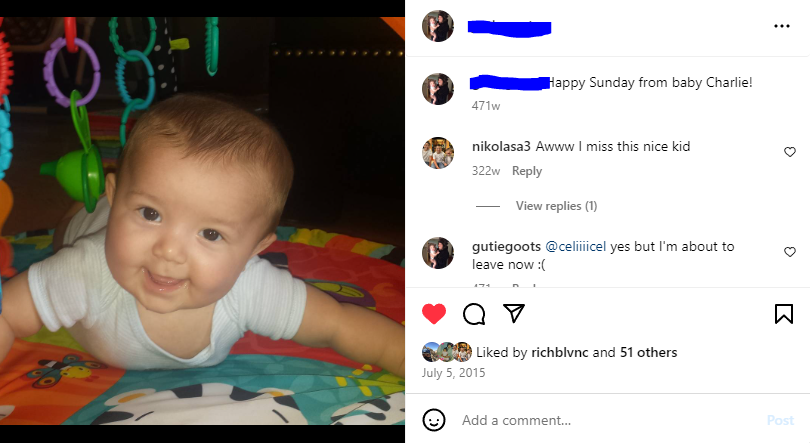 Happy Sunday from baby Charlie!
471w
nikolasa3 Awww I miss this nice kid
322w Reply
View replies (1)
gutiegoots @celiiiicel yes but I'm about to
leave now :(
Liked by richblvnc and 51 others
July 5, 2015
Add a comment... Post